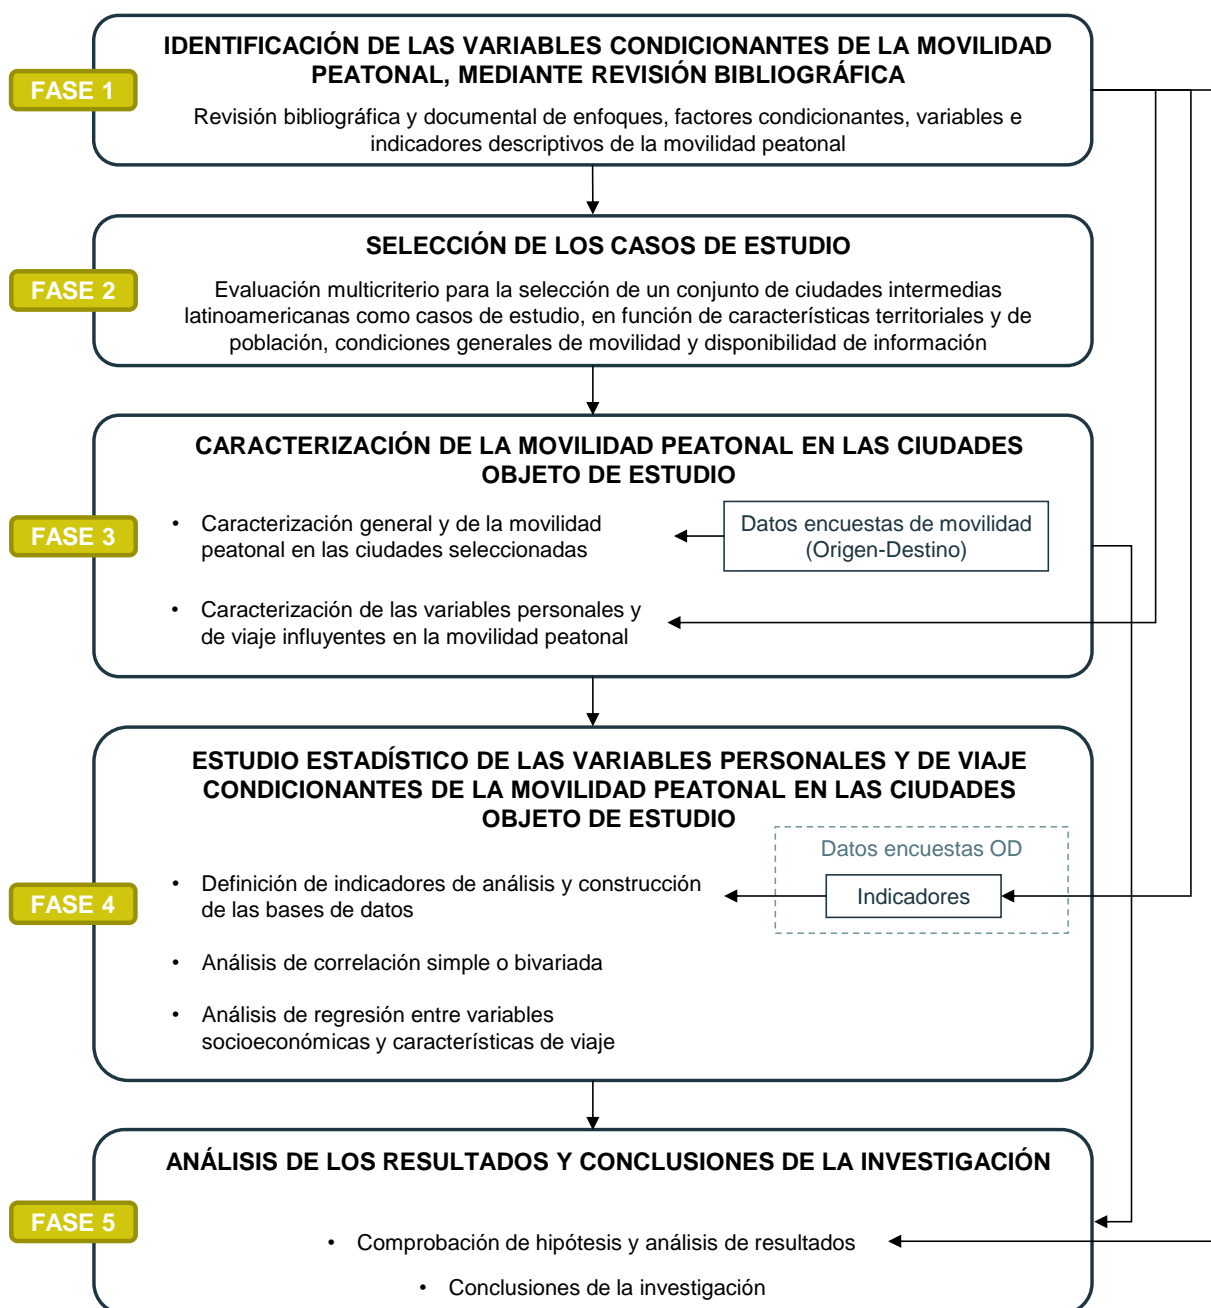 IDENTIFICACIÓN DE LAS VARIABLES CONDICIONANTES DE LA MOVILIDAD
PEATONAL, MEDIANTE REVISIÓN BIBLIOGRÁFICA
FASE 1
Revisión bibliográfica y documental de enfoques, factores condicionantes, variables e
indicadores descriptivos de la movilidad peatonal
SELECCIÓN DE LOS CASOS DE ESTUDIO
FASE 2
Evaluación multicriterio para la selección de un conjunto de ciudades intermedias
latinoamericanas como casos de estudio, en función de características territoriales y de
población, condiciones generales de movilidad y disponibilidad de información
CARACTERIZACIÓN DE LA MOVILIDAD PEATONAL EN LAS CIUDADES
OBJETO DE ESTUDIO
FASE 3
• Caracterización general y de la movilidad
peatonal en las ciudades seleccionadas
Datos encuestas de movilidad
(Origen-Destino)
• Caracterización de las variables personales y
de viaje influyentes en la movilidad peatonal
ESTUDIO ESTADÍSTICO DE LAS VARIABLES PERSONALES Y DE VIAJE
CONDICIONANTES DE LA MOVILIDAD PEATONAL EN LAS CIUDADES
OBJETO DE ESTUDIO
FASE 4
Datos encuestas OD
Indicadores
• Definición de indicadores de análisis y construcción
de las bases de datos
• Análisis de correlación simple o bivariada
• Análisis de regresión entre variables
socioeconómicas y características de viaje
ANÁLISIS DE LOS RESULTADOS Y CONCLUSIONES DE LA INVESTIGACIÓN
FASE 5
• Comprobación de hipótesis y análisis de resultados
• Conclusiones de la investigación